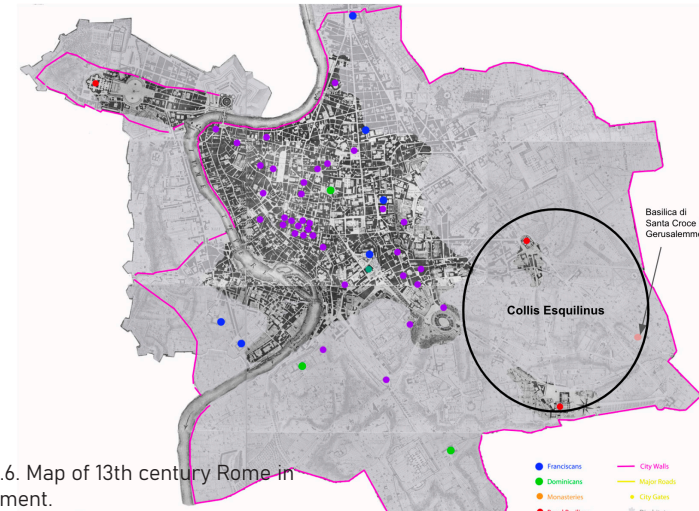 Basilica di
Santa Croce
Gerusalemme
Collis Esquilinus
.6. Map of 13th century Rome in
ment.
Franciscans
Dominicans
Monasteries
City Walls
Major Roads
City Gates